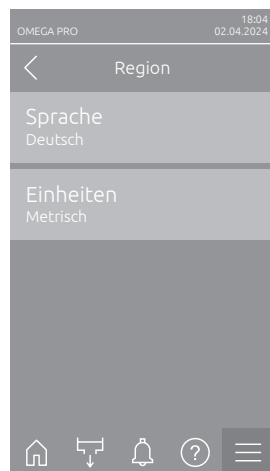 18:04
OMEGA PRO 02.04.2024
Region
Sprache
Deutsch
Einheiten
Metrisch
?